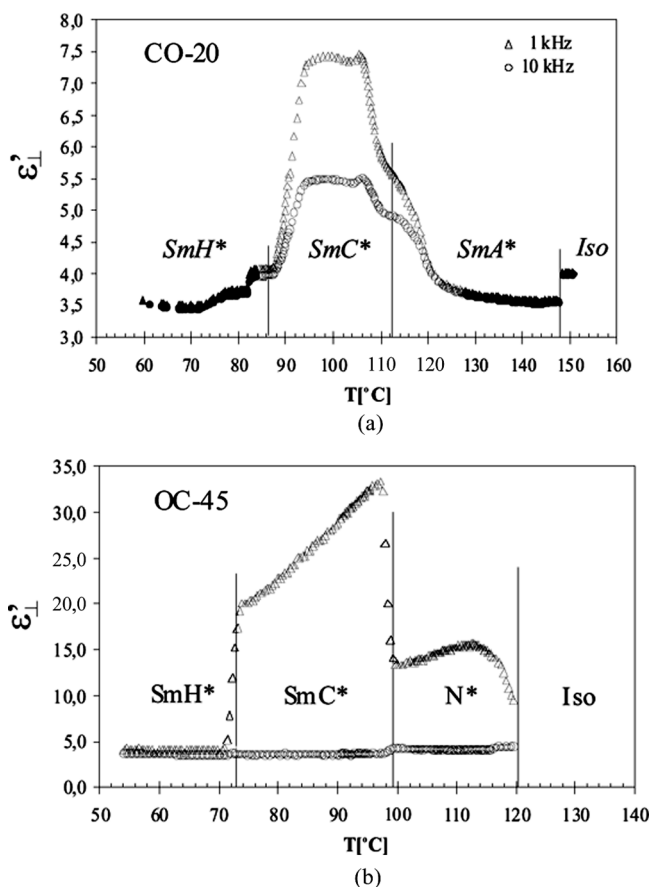 CO-20
△ 1 kHz
○ 10 kHz
8,0
7,5
7,0
6,5
6,0
5,5
5,0
4,5
4,0
3,5
3,0
ε'⊥
SmH* SmC* SmA* Iso
50 60 70 80 90 100 110 120 130 140 150 160
T[°C]
(a)
OC-45
35,0
30,0
25,0
20,0
15,0
10,0
5,0
0,0
ε'⊥
SmH* SmC* N* Iso
50 60 70 80 90 100 110 120 130 140
T[°C]
(b)